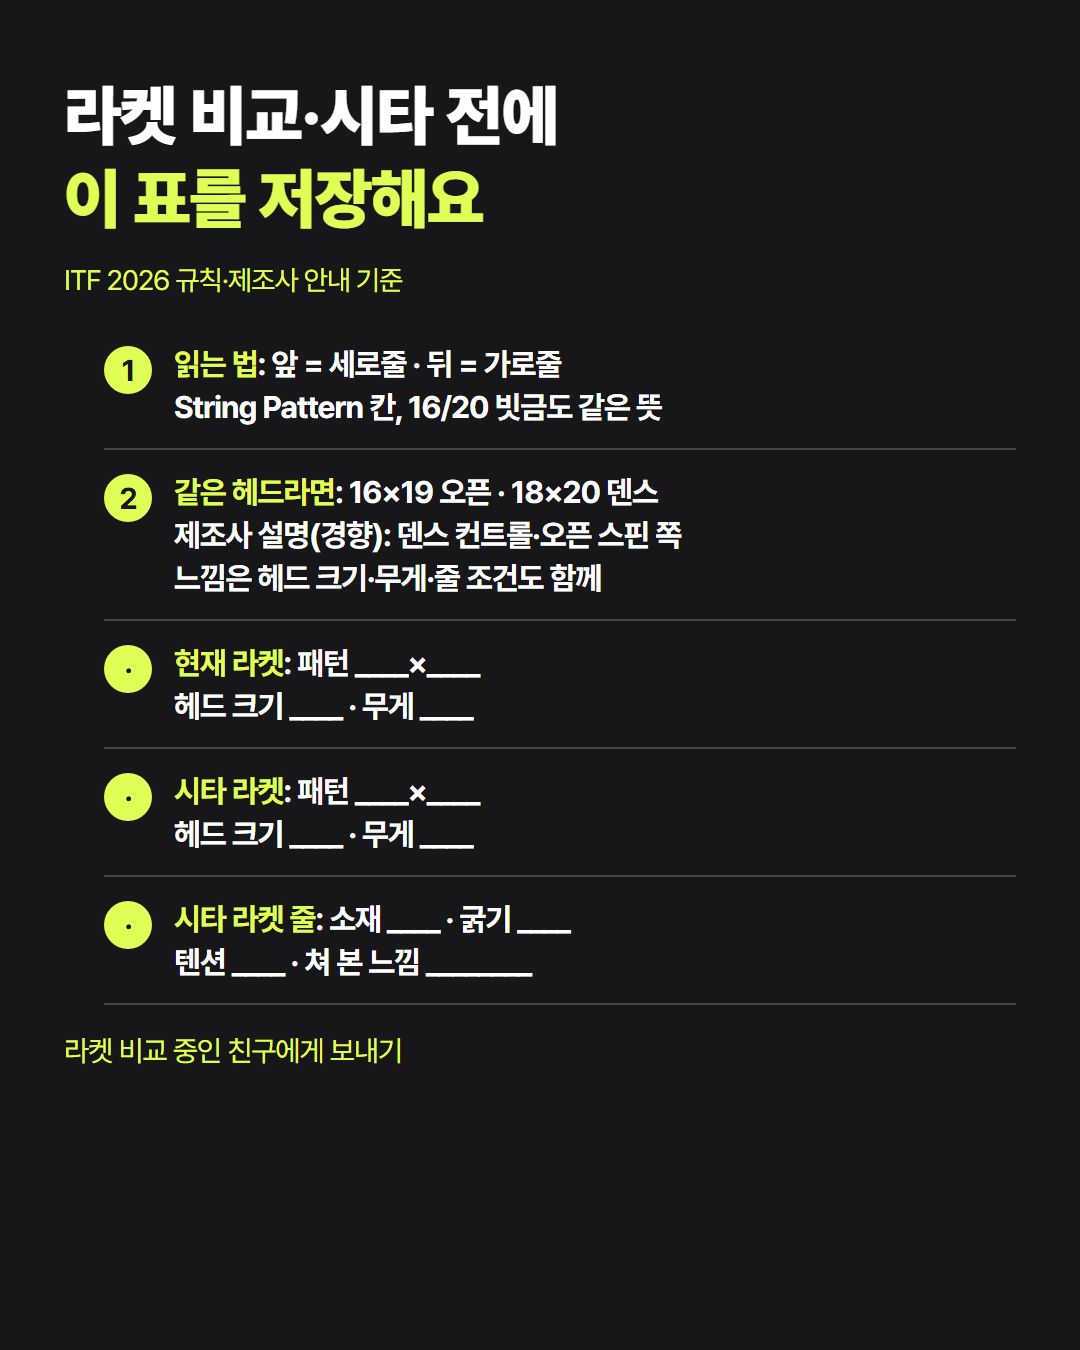 라켓 비교·시타 전에
이 표를 저장해요
ITF 2026 규칙·제조사 안내 기준
1 읽는 법: 앞 = 세로줄 · 뒤 = 가로줄
String Pattern 칸, 16/20 빗금도 같은 뜻
2 같은 헤드라면: 16×19 오픈 · 18×20 덴스
제조사 설명(경향): 덴스 컨트롤·오픈 스핀 쪽
느낌은 헤드 크기·무게·줄 조건도 함께
· 현재 라켓: 패턴 ____×____
헤드 크기 ____ · 무게 ____
· 시타 라켓: 패턴 ____×____
헤드 크기 ____ · 무게 ____
· 시타 라켓 줄: 소재 ____ · 굵기 ____
텐션 ____ · 쳐 본 느낌 ________
라켓 비교 중인 친구에게 보내기